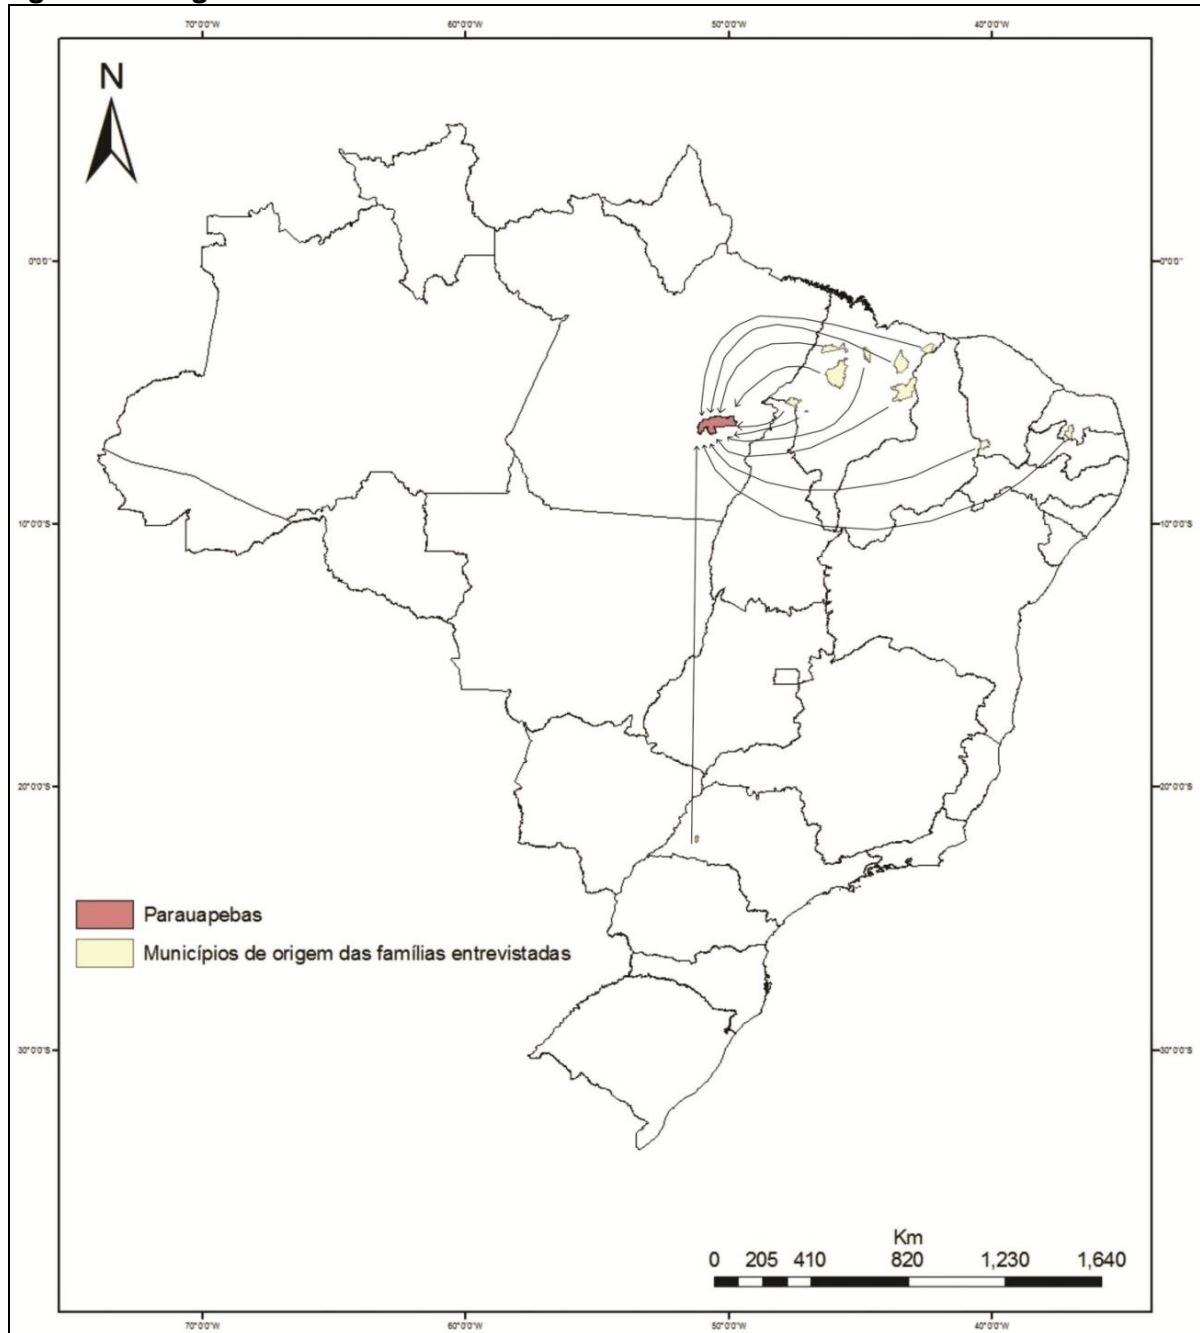 70°0'0"W 60°0'0"W 50°0'0"W 40°0'0"W
N
0°0'0" 0°0'0"
10°0'0"S 10°0'0"S
20°0'0"S 20°0'0"S
Parauapebas
Municípios de origem das famílias entrevistadas
30°0'0"S 30°0'0"S
Km
0 205 410 820 1,230 1,640
70°0'0"W 60°0'0"W 50°0'0"W 40°0'0"W